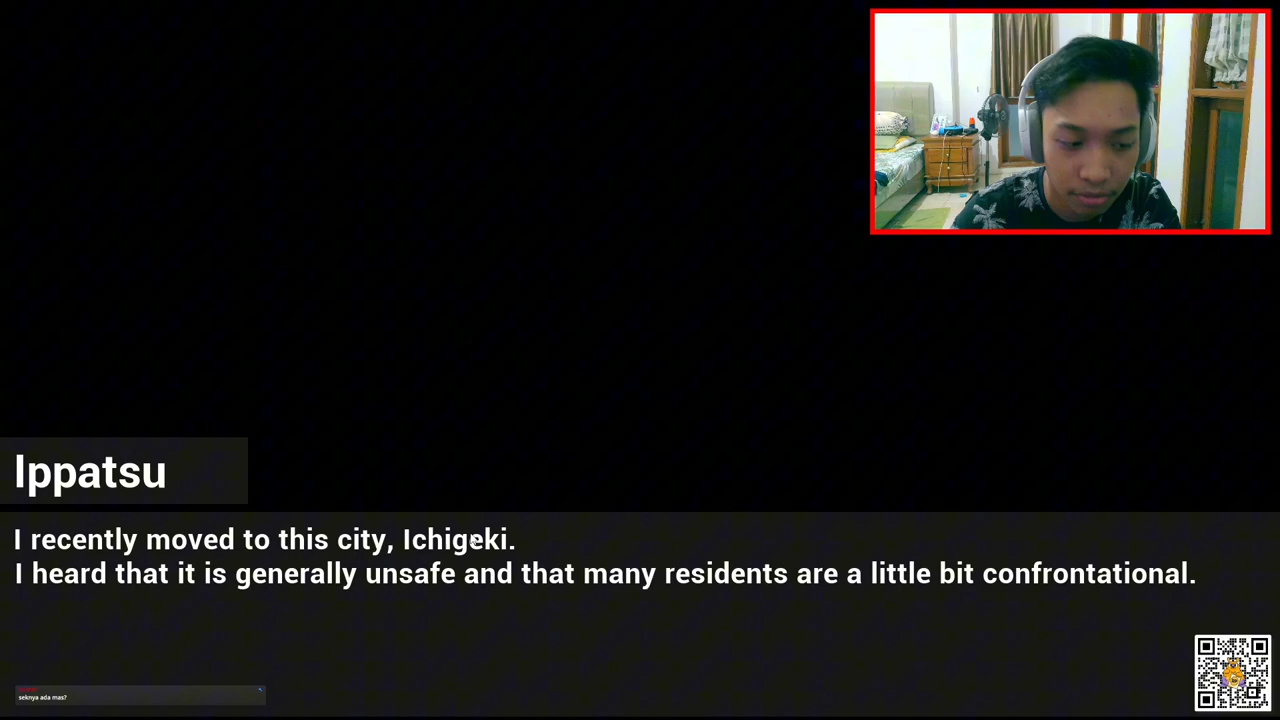 Ippatsu
I recently moved to this city, Ichigeki.
I heard that it is generally unsafe and that many residents are a little bit confrontational.
seknya ada mas?